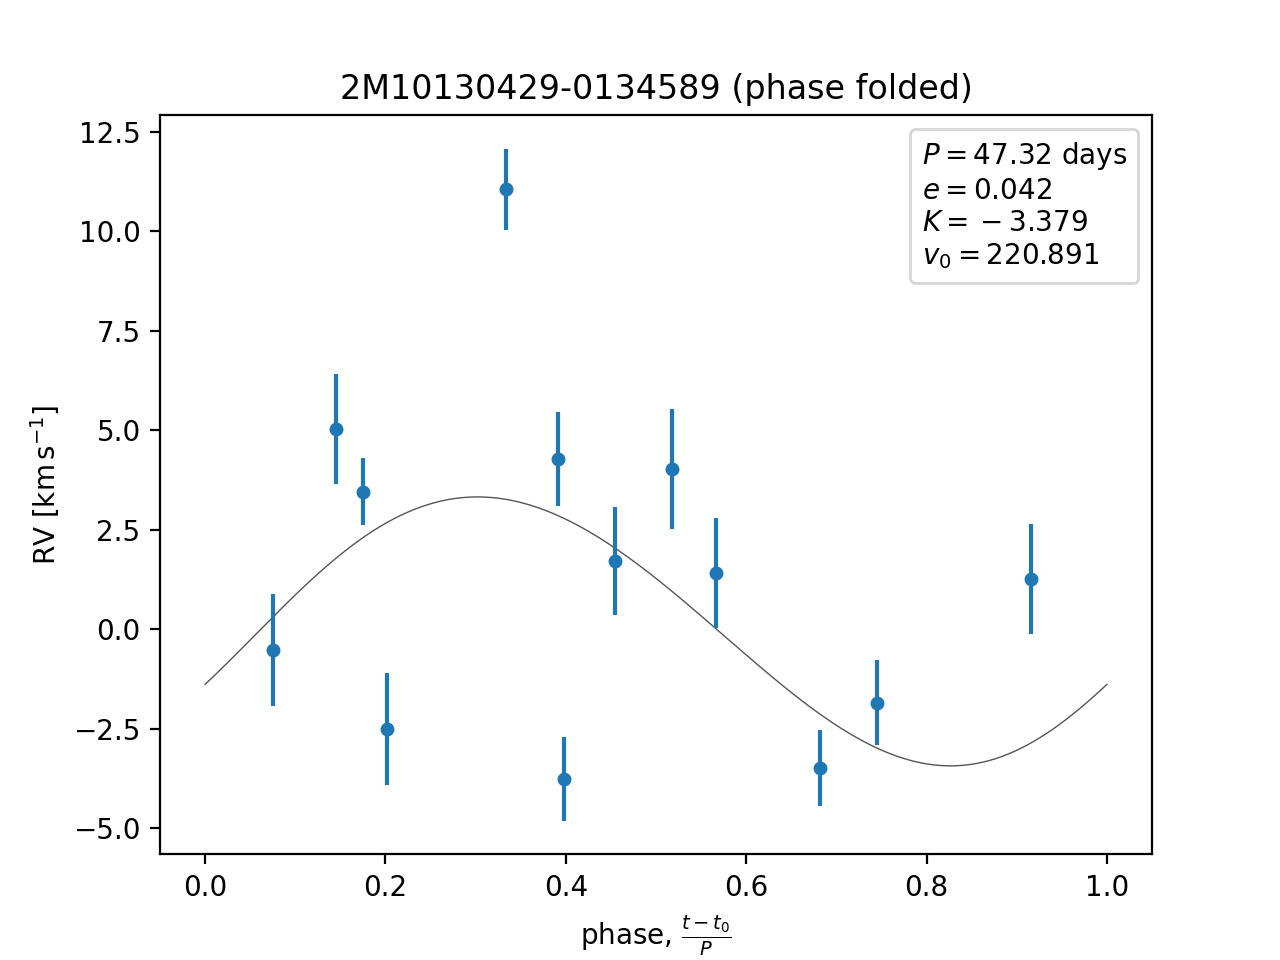 2M10130429-0134589 (phase folded)
P = 47.32 days
e = 0.042
K = −3.379
v₀ = 220.891
12.5
10.0
7.5
5.0
2.5
0.0
−2.5
−5.0
RV [km s⁻¹]
0.0 0.2 0.4 0.6 0.8 1.0
phase, (t − t₀)/P